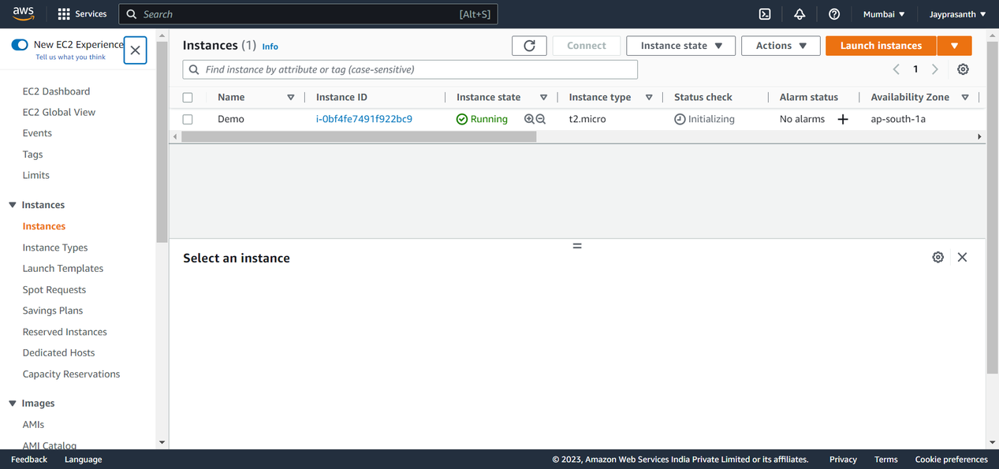 aws
Services
Search [Alt+S]
Mumbai ▼
Jayprasanth ▼
New EC2 Experience
Tell us what you think
EC2 Dashboard
EC2 Global View
Events
Tags
Limits
Instances
Instances
Instance Types
Launch Templates
Spot Requests
Savings Plans
Reserved Instances
Dedicated Hosts
Capacity Reservations
Images
AMIs
AMI Catalog
Instances (1) Info
Connect
Instance state ▼
Actions ▼
Launch instances ▼
Find instance by attribute or tag (case-sensitive)
1
Name Instance ID Instance state Instance type Status check Alarm status Availability Zone
Demo i-0bf4fe7491f922bc9 Running t2.micro Initializing No alarms + ap-south-1a
Select an instance
Feedback Language © 2023, Amazon Web Services India Private Limited or its affiliates. Privacy Terms Cookie preferences